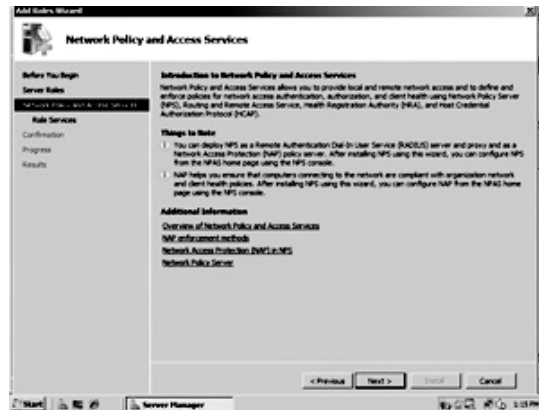 Add Roles Wizard
Network Policy and Access Services
Before You Begin
Server Roles
Network Policy and Access Services
Role Services
Confirmation
Progress
Results
Introduction to Network Policy and Access Services
Network Policy and Access Services allows you to provide local and remote network access and to define and
enforce policies for network access authentication, authorization, and client health using Network Policy Server
(NPS), Routing and Remote Access Service, Health Registration Authority (HRA), and Host Credential
Authorization Protocol (HCAP).
Things to Note
You can deploy NPS as a Remote Authentication Dial-In User Service (RADIUS) server and proxy and as a
Network Access Protection (NAP) policy server. After installing NPS using this wizard, you can configure NPS
from the NPAS home page using the NPS console.
NAP helps you ensure that computers connecting to the network are compliant with organization network
and client health policies. After installing NPS using this wizard, you can configure NAP from the NPAS home
page using the NPS console.
Additional Information
Overview of Network Policy and Access Services
NAP enforcement methods
Network Access Protection (NAP) in NPS
Network Policy Server
< Previous
Next >
Install
Cancel
Start
Server Manager
1:15 PM